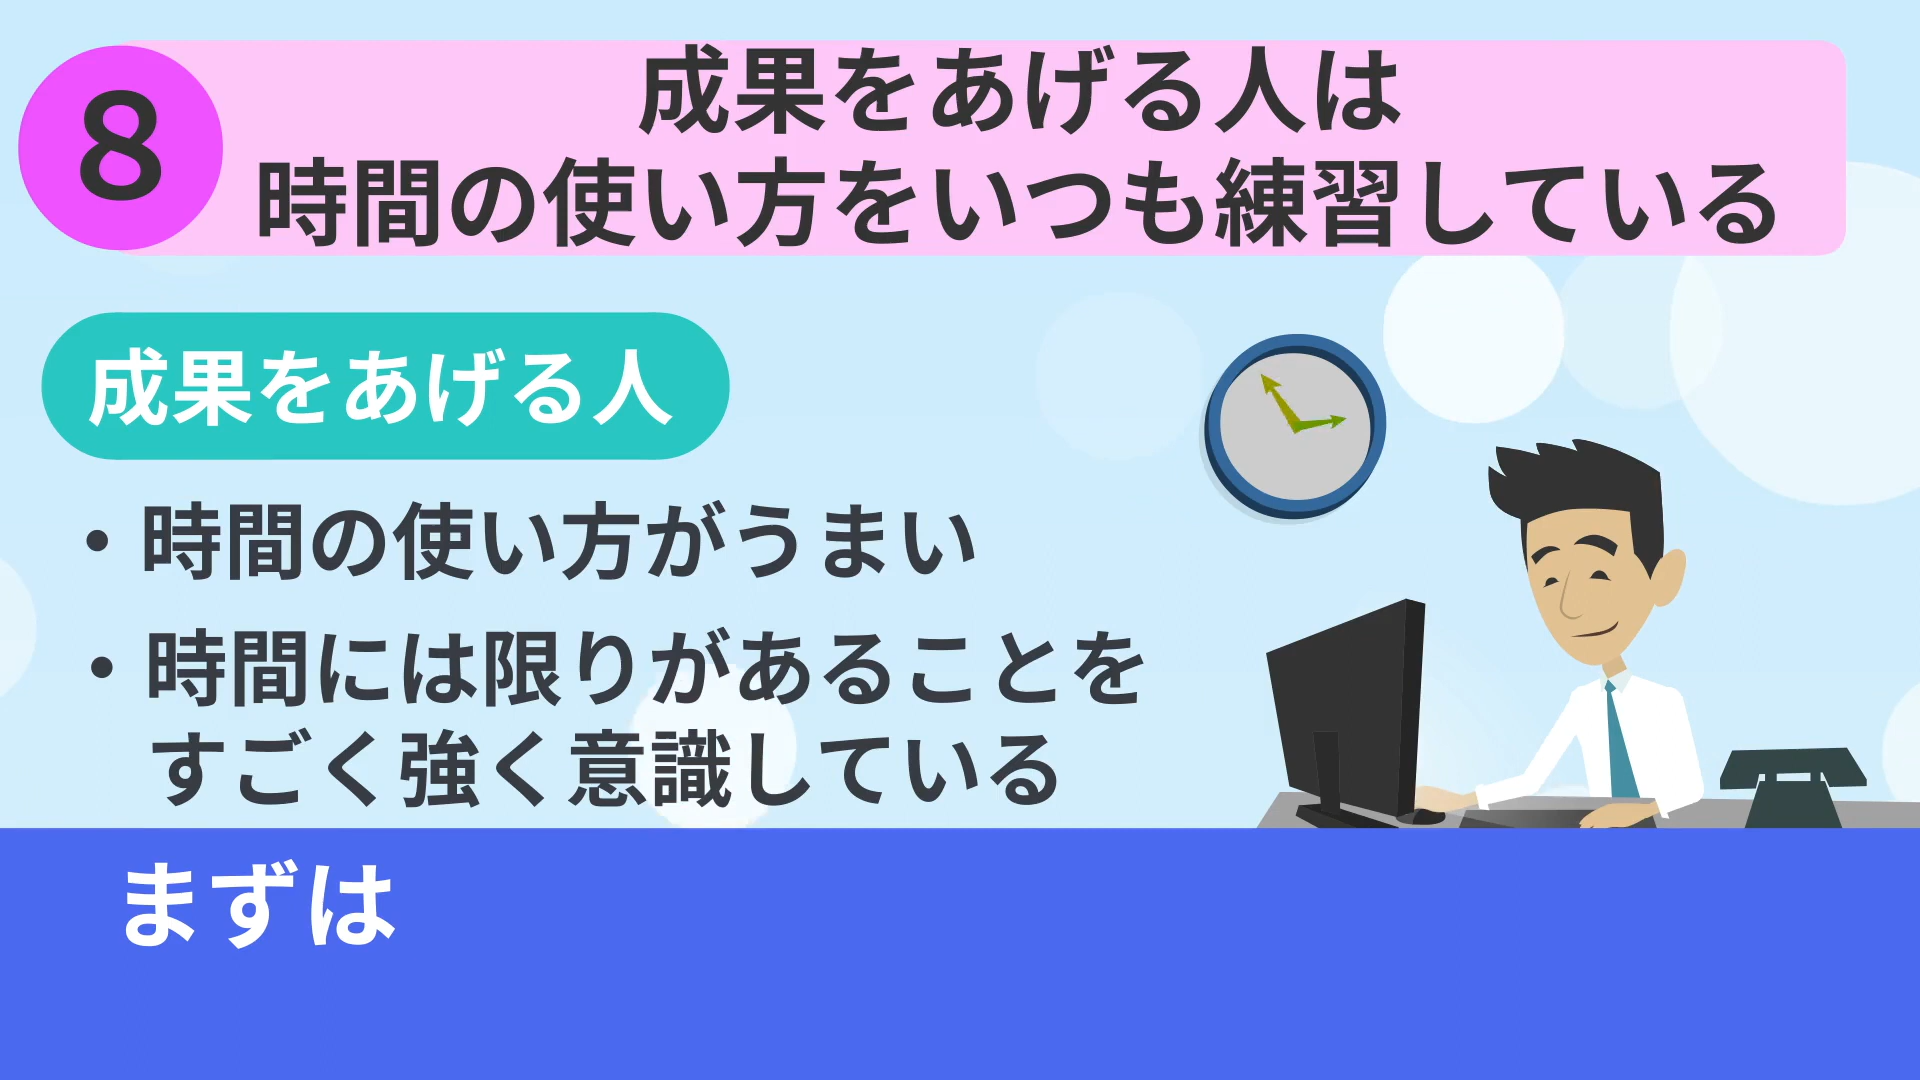 8
成果をあげる人は
時間の使い方をいつも練習している
成果をあげる人
・時間の使い方がうまい
・時間には限りがあることを
すごく強く意識している
まずは